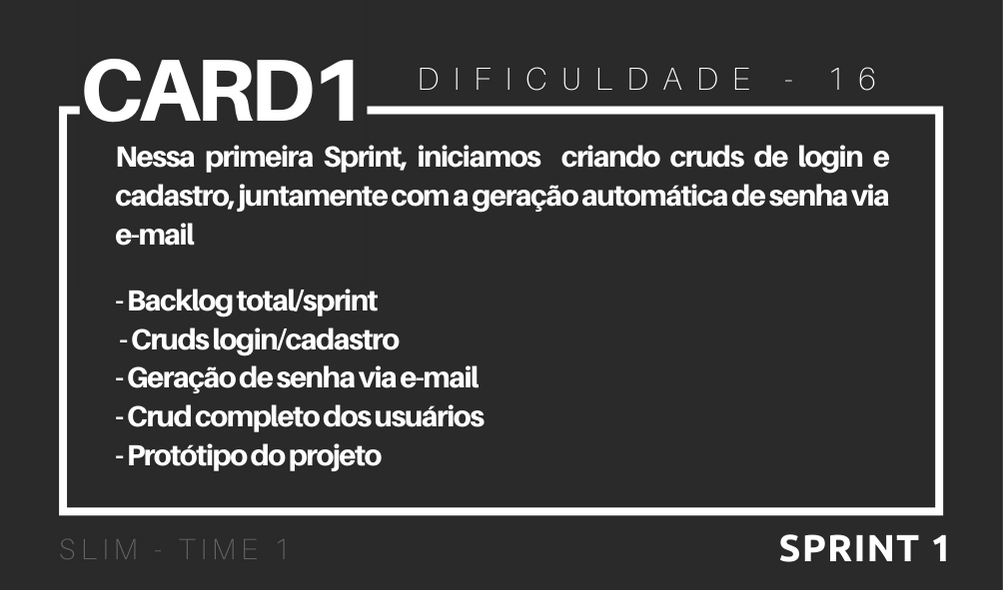 CARD1
DIFICULDADE - 16
Nessa primeira Sprint, iniciamos criando cruds de login e
cadastro, juntamente com a geração automática de senha via
e-mail
- Backlog total/sprint
- Cruds login/cadastro
- Geração de senha via e-mail
- Crud completo dos usuários
- Protótipo do projeto
SLIM - TIME 1
SPRINT 1